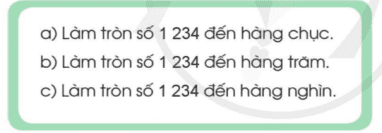 a) Làm tròn số 1 234 đến hàng chục.
b) Làm tròn số 1 234 đến hàng trăm.
c) Làm tròn số 1 234 đến hàng nghìn.